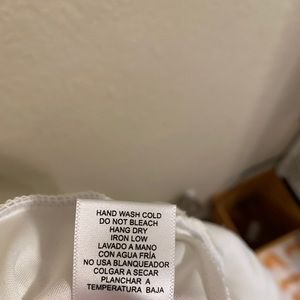 HAND WASH COLD
DO NOT BLEACH
HANG DRY
IRON LOW
LAVADO A MANO
CON AGUA FRÍA
NO USA BLANQUEADOR
COLGAR A SECAR
PLANCHAR A
TEMPERATURA BAJA